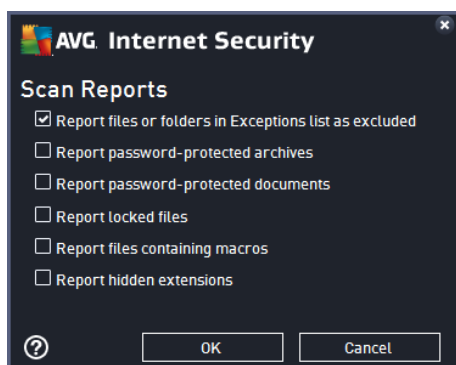 AVG. Internet Security
Scan Reports
Report files or folders in Exceptions list as excluded
Report password-protected archives
Report password-protected documents
Report locked files
Report files containing macros
Report hidden extensions
?
OK
Cancel